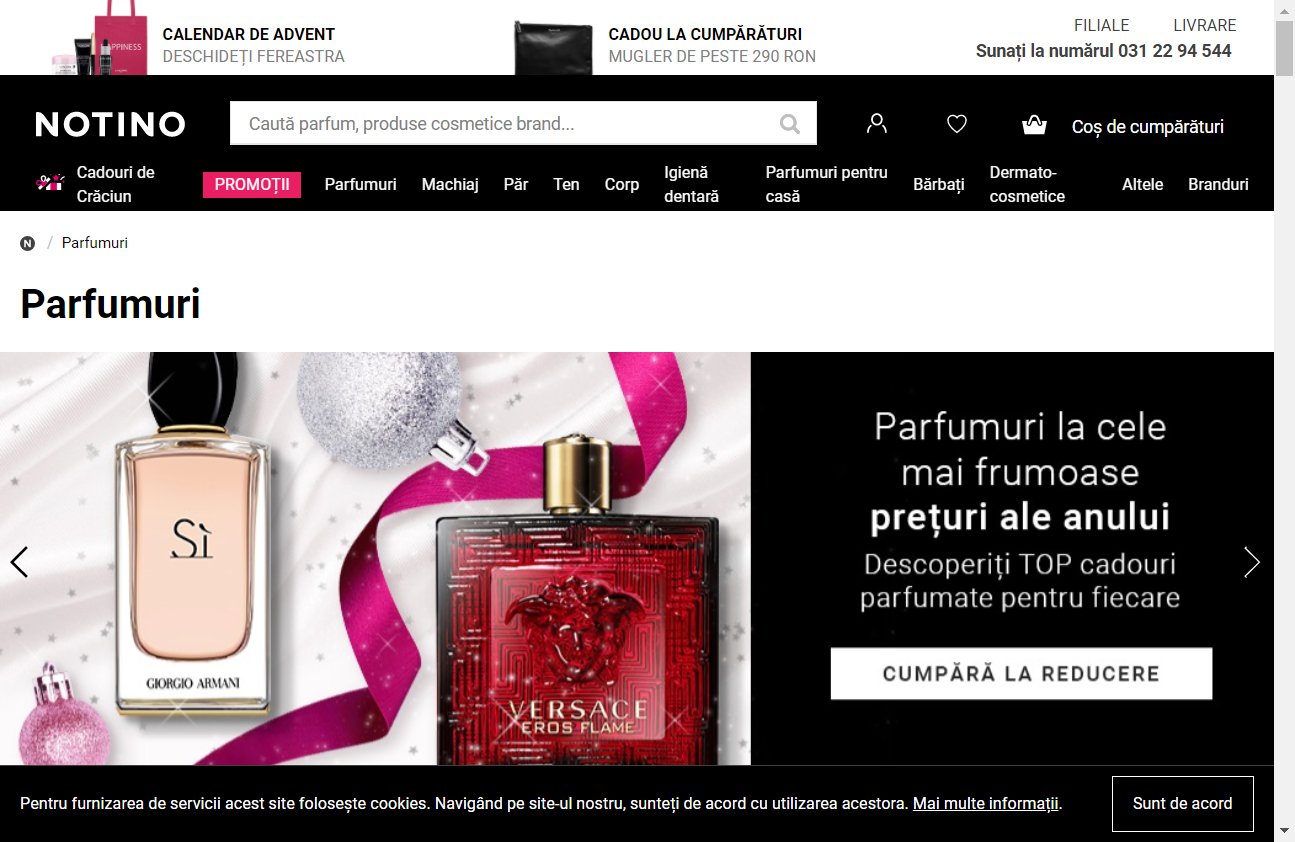 CALENDAR DE ADVENT
DESCHIDEȚI FEREASTRA
CADOU LA CUMPĂRĂTURI
MUGLER DE PESTE 290 RON
FILIALE LIVRARE
Sunați la numărul 031 22 94 544
NOTINO
Caută parfum, produse cosmetice brand...
Coș de cumpărături
Cadouri de
Crăciun
PROMOȚII
Parfumuri
Machiaj
Păr
Ten
Corp
Igienă
dentară
Parfumuri pentru
casă
Bărbați
Dermato-
cosmetice
Altele
Branduri
N / Parfumuri
Parfumuri
Sì
GIORGIO ARMANI
VERSACE
EROS FLAME
Parfumuri la cele
mai frumoase
prețuri ale anului
Descoperiți TOP cadouri
parfumate pentru fiecare
CUMPĂRĂ LA REDUCERE
Pentru furnizarea de servicii acest site folosește cookies. Navigând pe site-ul nostru, sunteți de acord cu utilizarea acestora. Mai multe informații.
Sunt de acord